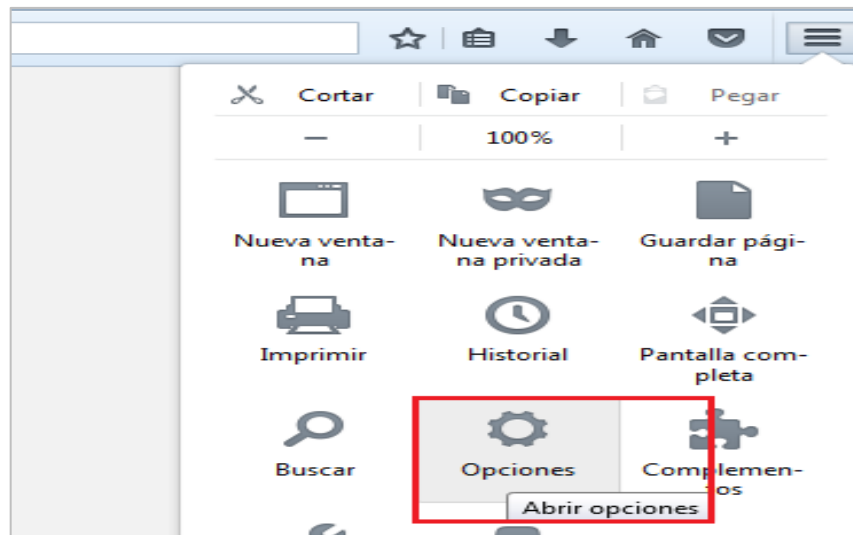 Cortar Copiar Pegar
100%
Nueva venta-
na
Nueva venta-
na privada
Guardar pági-
na
Imprimir
Historial
Pantalla com-
pleta
Buscar
Opciones
Complemen-
os
Abrir opciones